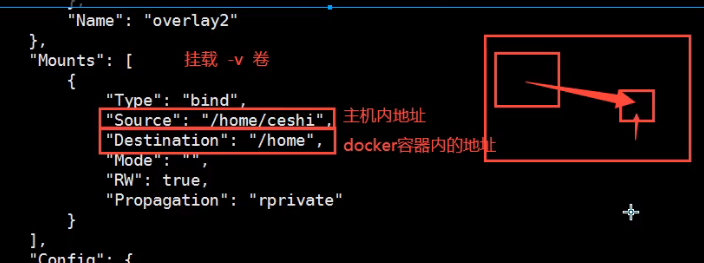 },
"Name": "overlay2"
},
"Mounts": [ 挂载 -v 卷
{
"Type": "bind",
"Source": "/home/ceshi", 主机内地址
"Destination": "/home", docker容器内的地址
"Mode": "",
"RW": true,
"Propagation": "rprivate"
}
],
"Config": {